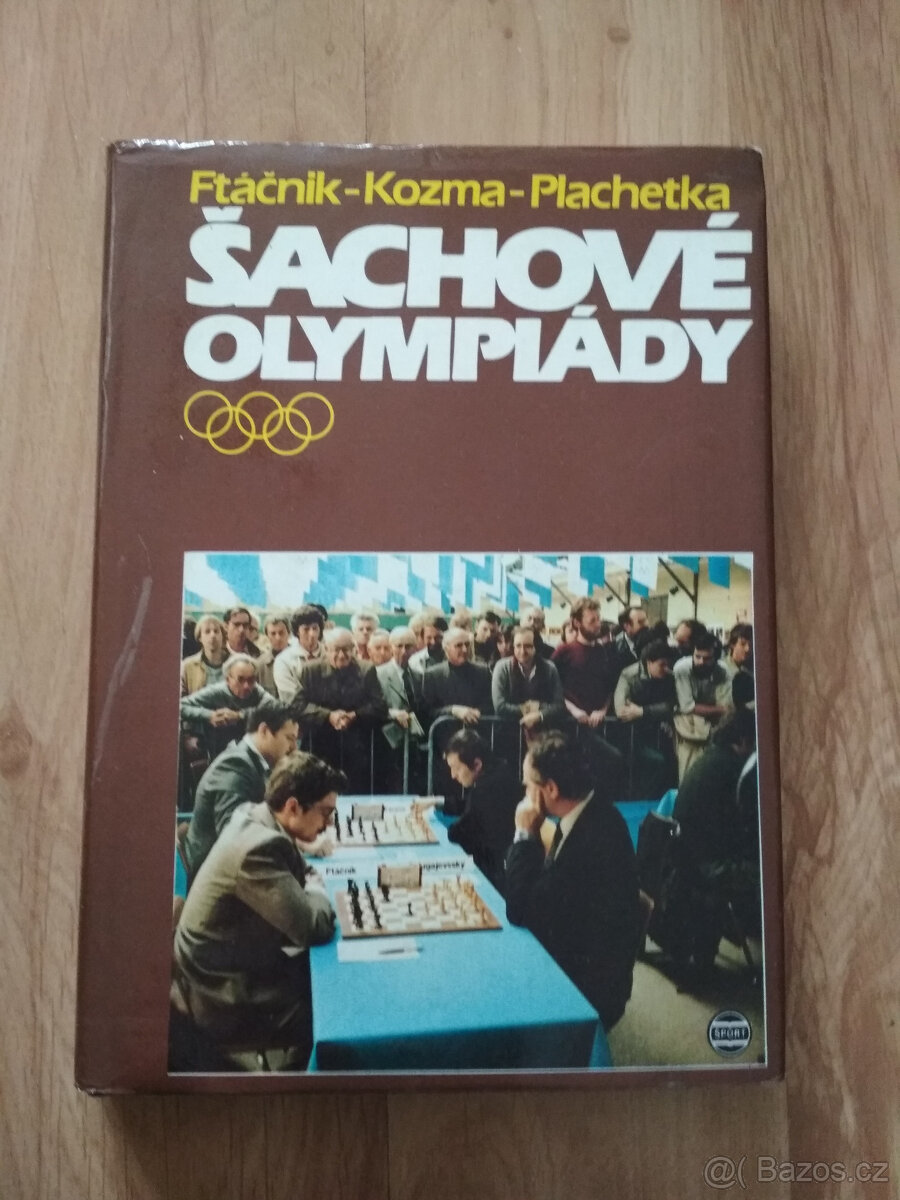 Ftáčnik-Kozma-Plachetka
ŠACHOVÉ
OLYMPIÁDY
Ftáčnik
SPORT
@( Bazos.cz